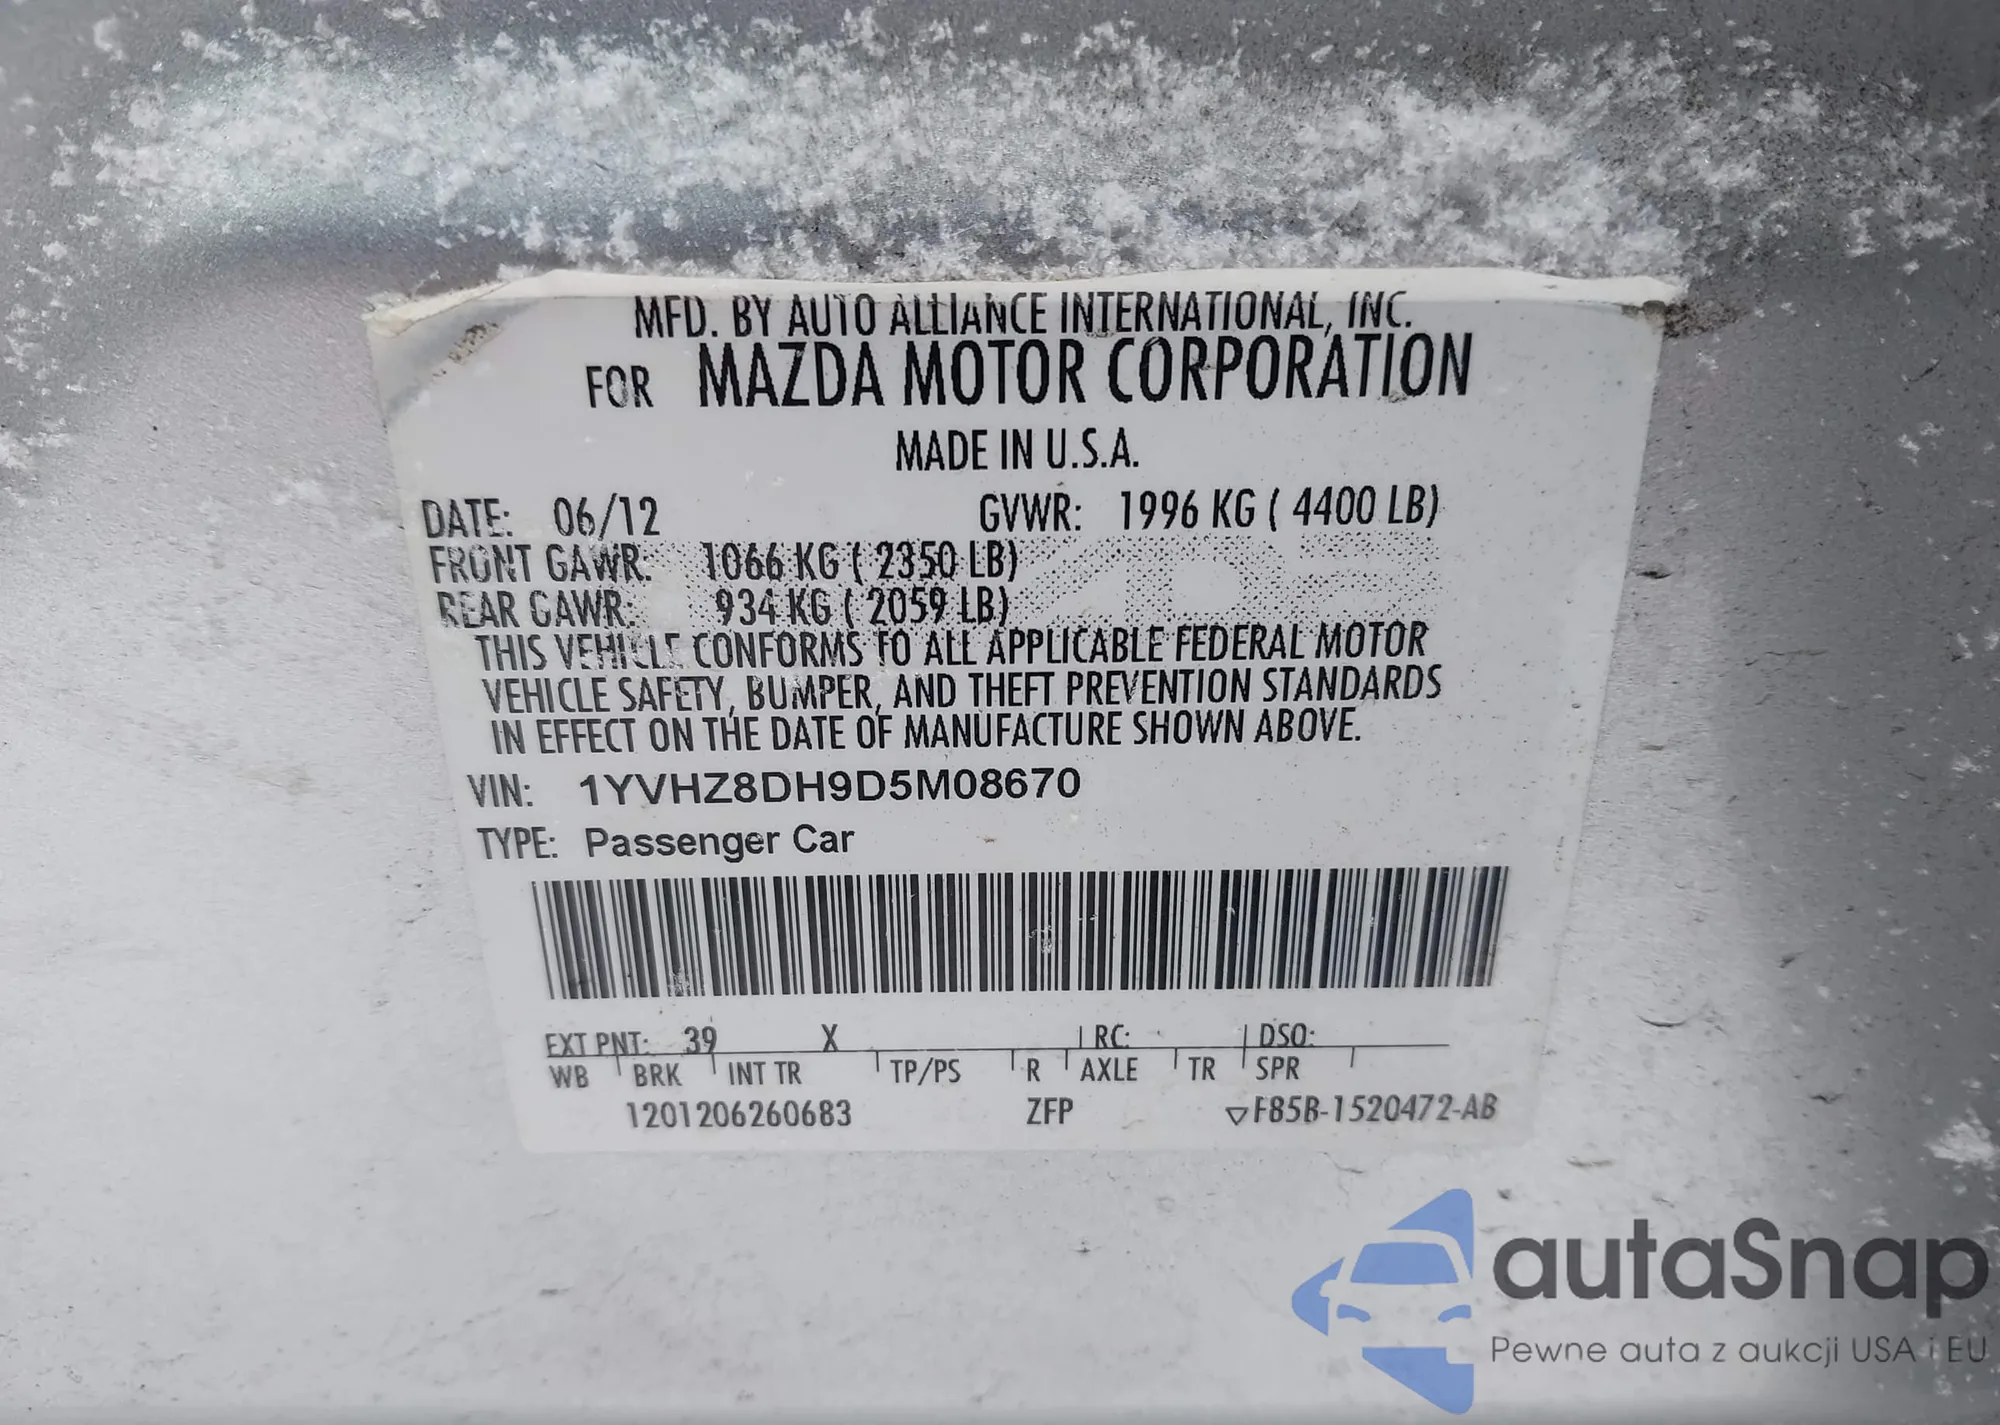 MFD. BY AUTO ALLIANCE INTERNATIONAL, INC.
FOR MAZDA MOTOR CORPORATION
MADE IN U.S.A.
DATE: 06/12 GVWR: 1996 KG ( 4400 LB)
FRONT GAWR: 1066 KG ( 2350 LB)
REAR GAWR: 934 KG ( 2059 LB)
THIS VEHICLE CONFORMS TO ALL APPLICABLE FEDERAL MOTOR
VEHICLE SAFETY, BUMPER, AND THEFT PREVENTION STANDARDS
IN EFFECT ON THE DATE OF MANUFACTURE SHOWN ABOVE.
VIN: 1YVHZ8DH9D5M08670
TYPE: Passenger Car
EXT PNT: 39 X RC: DSO:
WB BRK INT TR TP/PS R AXLE TR SPR
1201206260683 ZFP ▽F85B-1520472-AB
autaSnap
Pewne auta z aukcji USA i EU